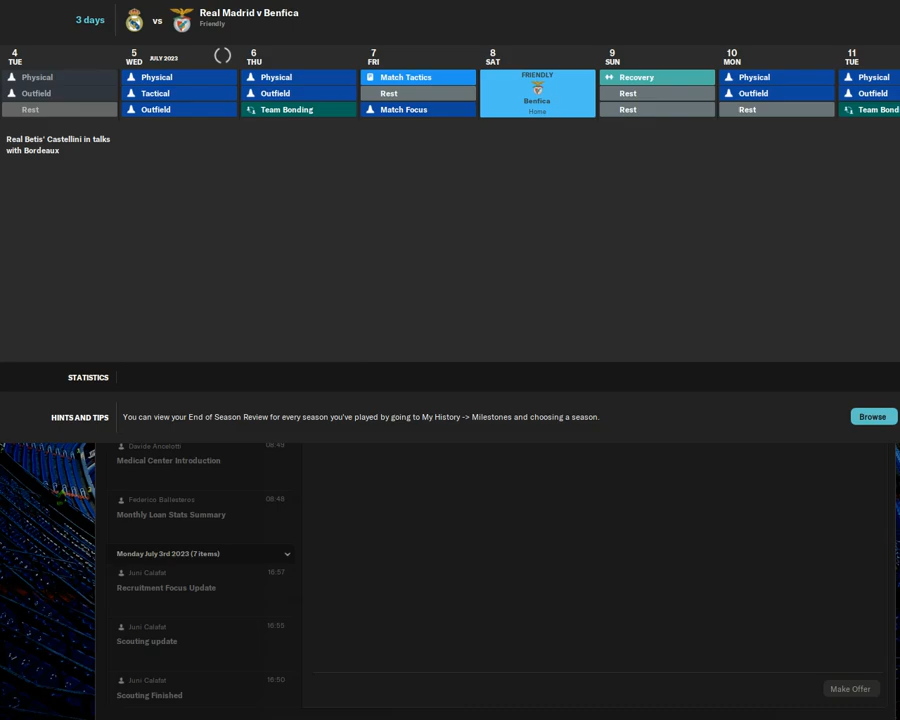 3 days
vs
Real Madrid v Benfica
Friendly
4
TUE
5
WED JULY 2023
6
THU
7
FRI
8
SAT
9
SUN
10
MON
11
TUE
Physical
Outfield
Rest
Physical
Tactical
Outfield
Physical
Outfield
Team Bonding
Match Tactics
Rest
Match Focus
FRIENDLY
Benfica
Home
Recovery
Rest
Rest
Physical
Outfield
Rest
Physical
Outfield
Team Bond
Real Betis' Castellini in talks
with Bordeaux
STATISTICS
HINTS AND TIPS
You can view your End of Season Review for every season you've played by going to My History -> Milestones and choosing a season.
Browse
Davide Ancelotti 08:49
Medical Center Introduction
Federico Ballesteros 08:48
Monthly Loan Stats Summary
Monday July 3rd 2023 (7 items)
Juni Calafat 16:57
Recruitment Focus Update
Juni Calafat 16:55
Scouting update
Juni Calafat 16:50
Scouting Finished
Make Offer